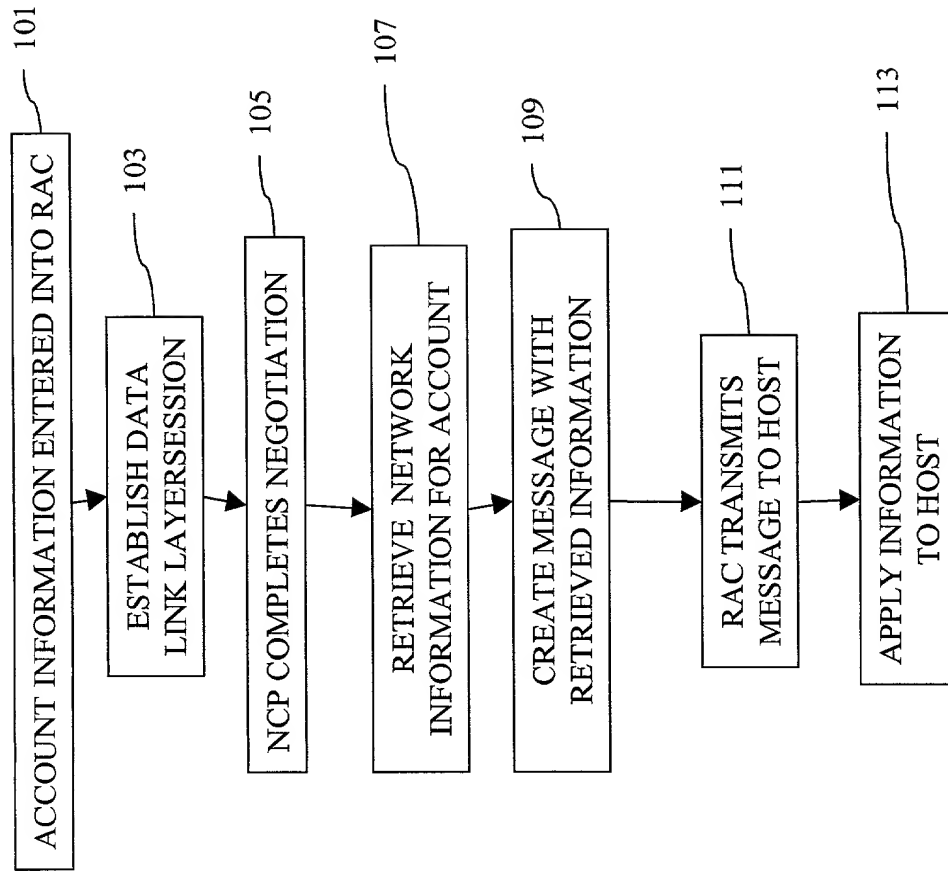 ACCOUNT INFORMATION ENTERED INTO RAC
101
ESTABLISH DATA
LINK LAYERSESSION
103
NCP COMPLETES NEGOTIATION
105
RETRIEVE NETWORK
INFORMATION FOR ACCOUNT
107
CREATE MESSAGE WITH
RETRIEVED INFORMATION
109
RAC TRANSMITS
MESSAGE TO HOST
111
APPLY INFORMATION
TO HOST
113